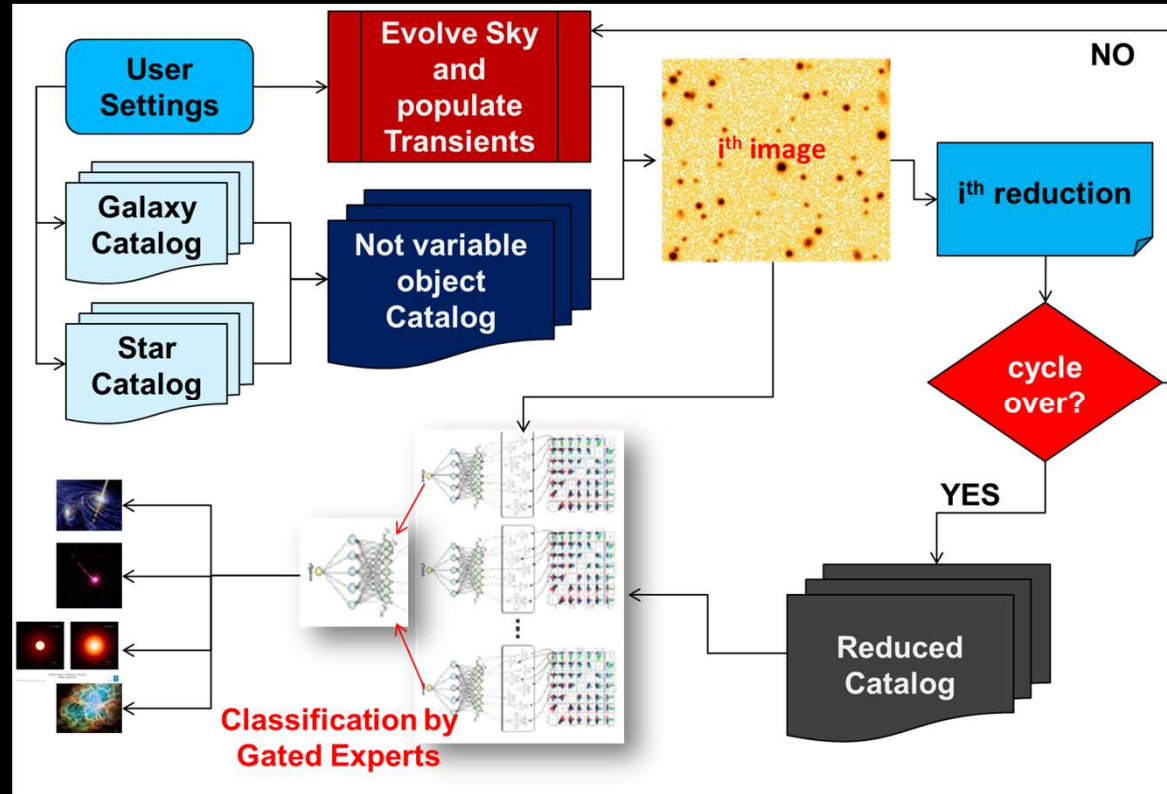 User
Settings
Evolve Sky
and
populate
Transients
NO
ith image
ith reduction
Galaxy
Catalog
Not variable
object
Catalog
Star
Catalog
cycle
over?
YES
Reduced
Catalog
Classification by
Gated Experts